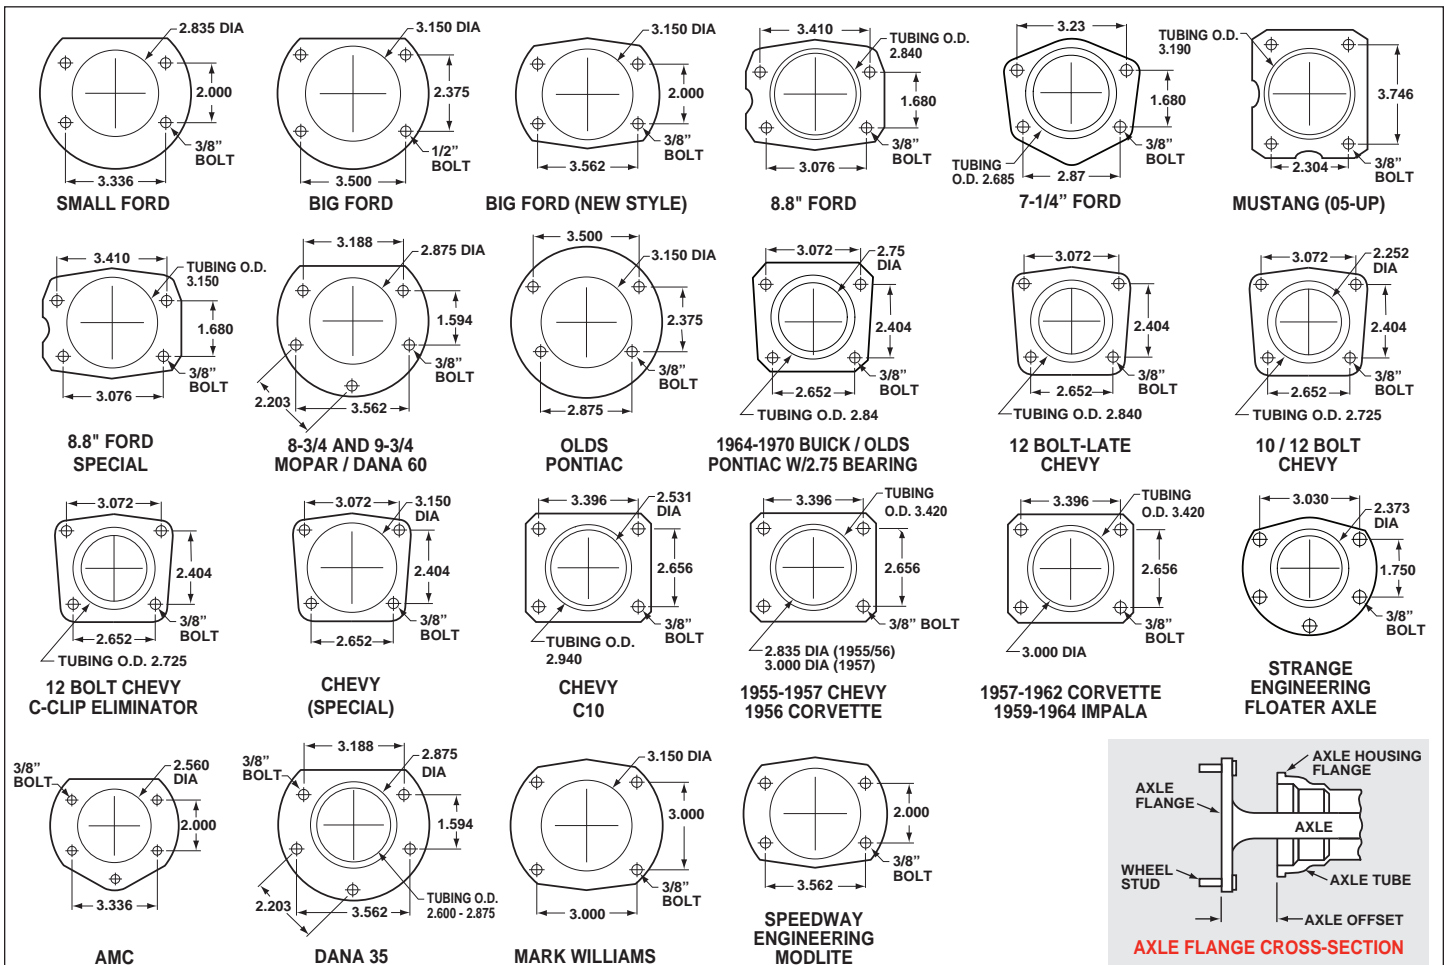 2.835 DIA
2.000
3/8”
BOLT
3.336
SMALL FORD
3.150 DIA
2.375
1/2”
BOLT
3.500
BIG FORD
3.150 DIA
2.000
3/8”
BOLT
3.562
BIG FORD (NEW STYLE)
3.410
TUBING O.D.
2.840
1.680
3/8”
BOLT
3.076
8.8" FORD
3.23
1.680
3/8”
BOLT
TUBING
O.D. 2.685
2.87
7-1/4” FORD
TUBING O.D.
3.190
3.746
3/8”
BOLT
2.304
MUSTANG (05-UP)
3.410
TUBING O.D.
3.150
1.680
3/8”
BOLT
3.076
8.8" FORD
SPECIAL
3.188
2.875 DIA
1.594
3/8”
BOLT
2.203
3.562
8-3/4 AND 9-3/4
MOPAR / DANA 60
3.500
3.150 DIA
2.375
3/8”
BOLT
2.875
OLDS
PONTIAC
3.072
2.75
DIA
2.404
3/8”
BOLT
2.652
TUBING O.D. 2.84
1964-1970 BUICK / OLDS
PONTIAC W/2.75 BEARING
3.072
2.404
3/8”
BOLT
2.652
TUBING O.D. 2.840
12 BOLT-LATE
CHEVY
3.072
2.252
DIA
2.404
3/8”
BOLT
2.652
TUBING O.D. 2.725
10 / 12 BOLT
CHEVY
3.072
2.404
3/8”
BOLT
2.652
TUBING O.D. 2.725
12 BOLT CHEVY
C-CLIP ELIMINATOR
3.072
3.150
DIA
2.404
3/8”
BOLT
2.652
CHEVY
(SPECIAL)
3.396
2.531
DIA
2.656
3/8”
BOLT
TUBING O.D.
2.940
CHEVY
C10
3.396
TUBING
O.D. 3.420
2.656
3/8” BOLT
2.835 DIA (1955/56)
3.000 DIA (1957)
1955-1957 CHEVY
1956 CORVETTE
3.396
TUBING
O.D. 3.420
2.656
3/8”
BOLT
3.000 DIA
1957-1962 CORVETTE
1959-1964 IMPALA
3.030
2.373
DIA
1.750
3/8”
BOLT
STRANGE
ENGINEERING
FLOATER AXLE
3/8”
BOLT
2.560
DIA
2.000
3.336
AMC
3/8”
BOLT
3.188
2.875
DIA
1.594
2.203
3.562
TUBING O.D.
2.600 - 2.875
DANA 35
3.150 DIA
3.000
3/8”
BOLT
3.000
MARK WILLIAMS
2.000
3/8”
BOLT
3.562
SPEEDWAY
ENGINEERING
MODLITE
AXLE HOUSING
FLANGE
AXLE
FLANGE
AXLE
WHEEL
STUD
AXLE TUBE
AXLE OFFSET
AXLE FLANGE CROSS-SECTION